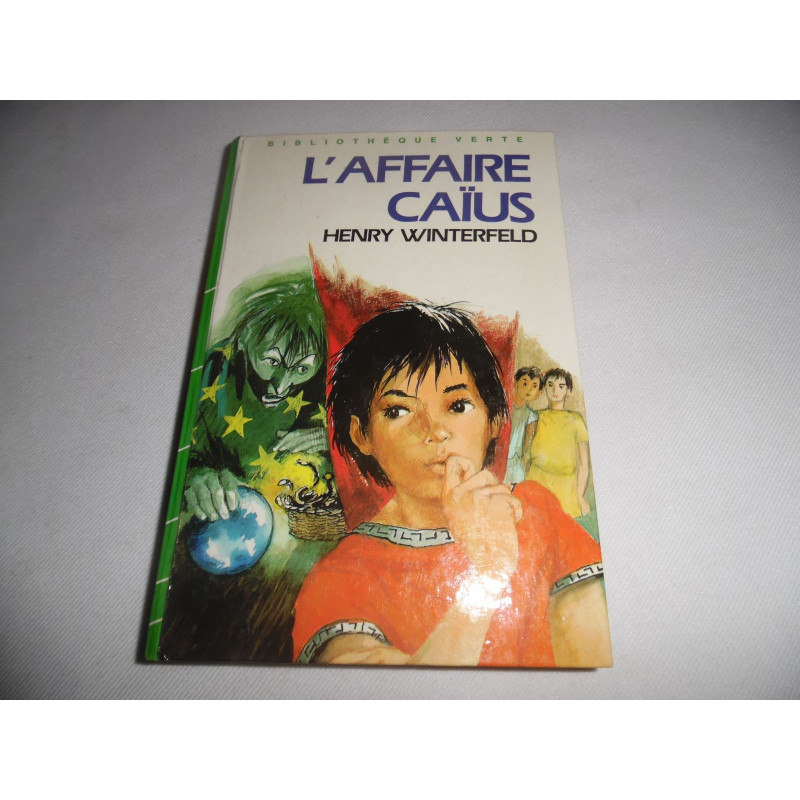 BIBLIOTHÈQUE VERTE
L'AFFAIRE
CAÏUS
HENRY WINTERFELD